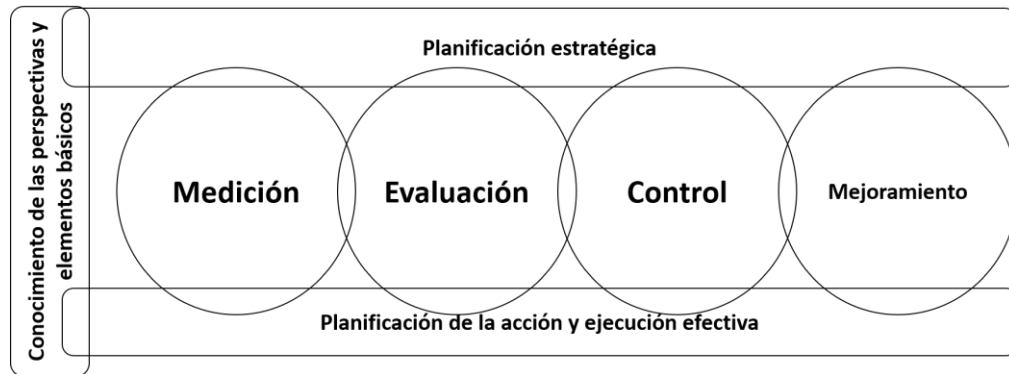 Conocimiento de las perspectivas y
elementos básicos
Planificación estratégica
Medición
Evaluación
Control
Mejoramiento
Planificación de la acción y ejecución efectiva